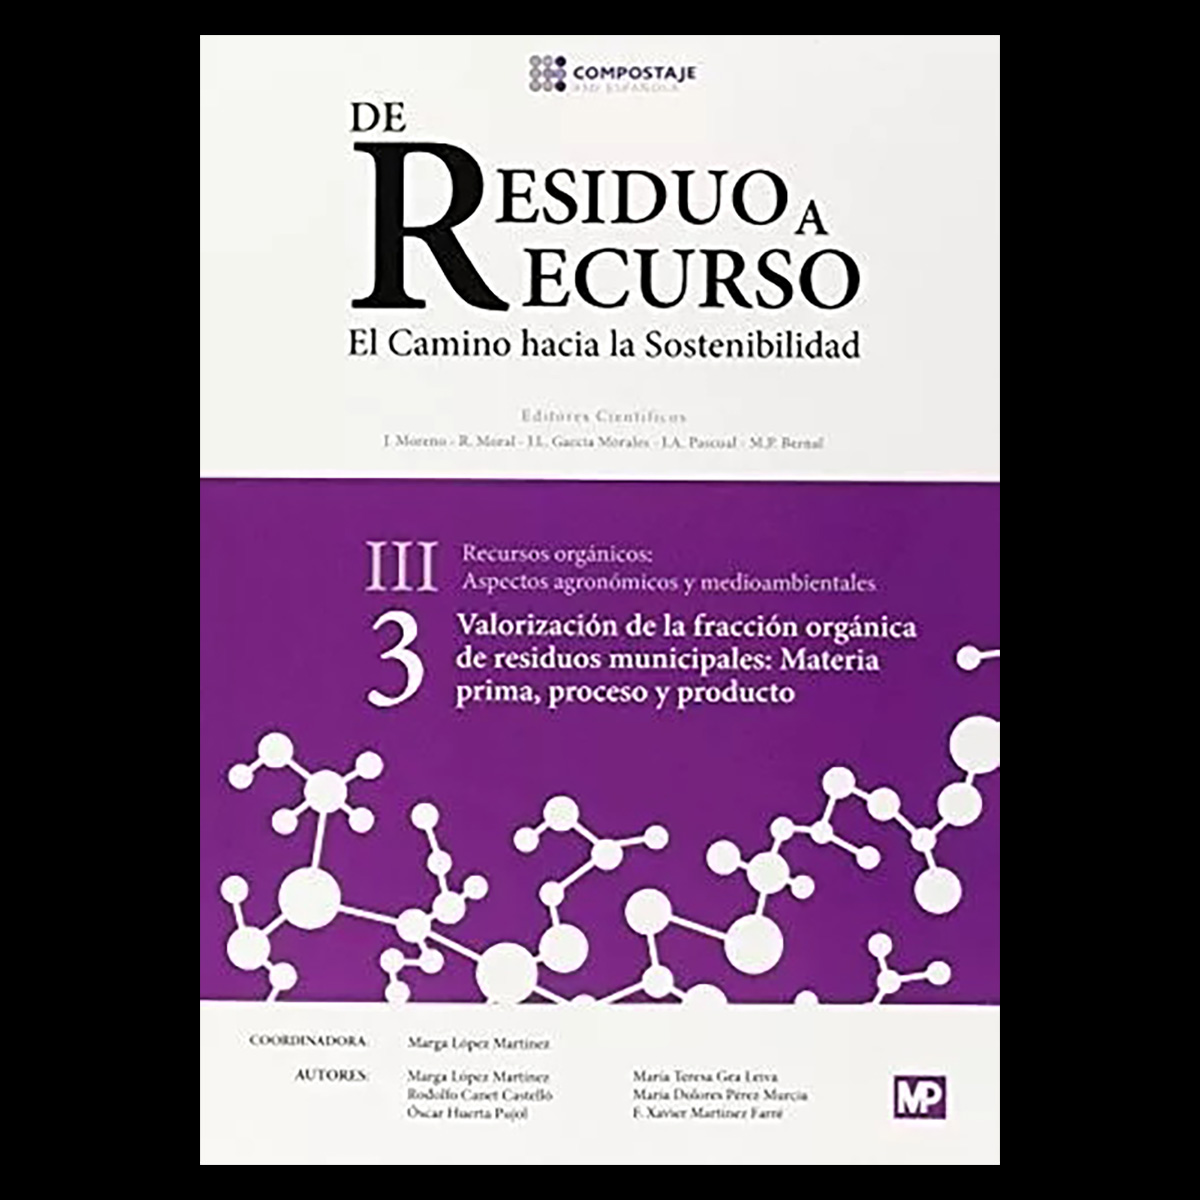 COMPOSTAJE
RED ESPAÑOLA
DE
RESIDUO A
RECURSO
El Camino hacia la Sostenibilidad
Editores Científicos
J. Moreno - R. Moral - J.L. García Morales - J.A. Pascual - M.P. Bernal
III Recursos orgánicos:
Aspectos agronómicos y medioambientales
3 Valorización de la fracción orgánica
de residuos municipales: Materia
prima, proceso y producto
COORDINADORA: Marga López Martínez
AUTORES: Marga López Martínez María Teresa Gea Leiva
Rodolfo Canet Castelló María Dolores Pérez Murcia
Óscar Huerta Pujol F. Xavier Martínez Farré
MP